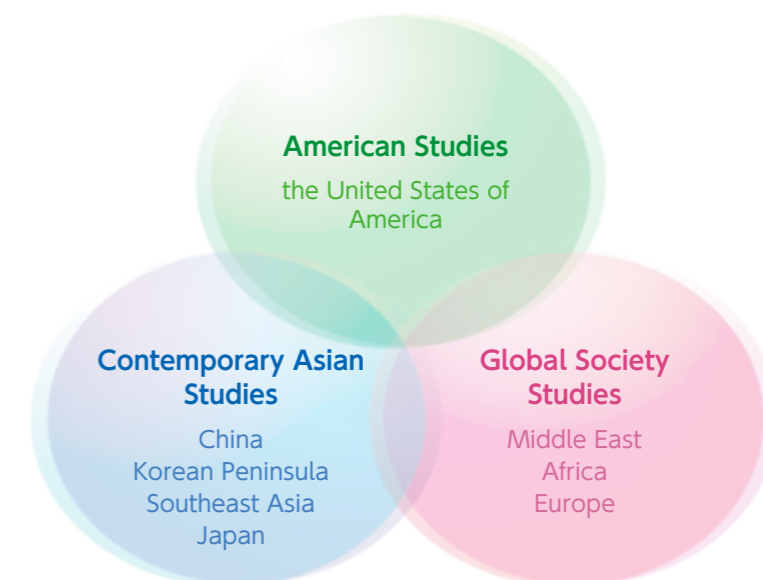 American Studies
the United States of
America
Contemporary Asian
Studies
China
Korean Peninsula
Southeast Asia
Japan
Global Society
Studies
Middle East
Africa
Europe